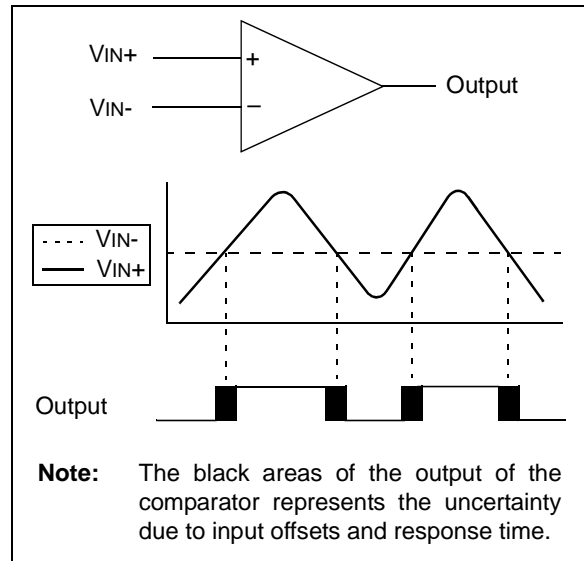 VIN+
+
Output
VIN-
−
VIN-
VIN+
Output
Note: The black areas of the output of the
comparator represents the uncertainty
due to input offsets and response time.